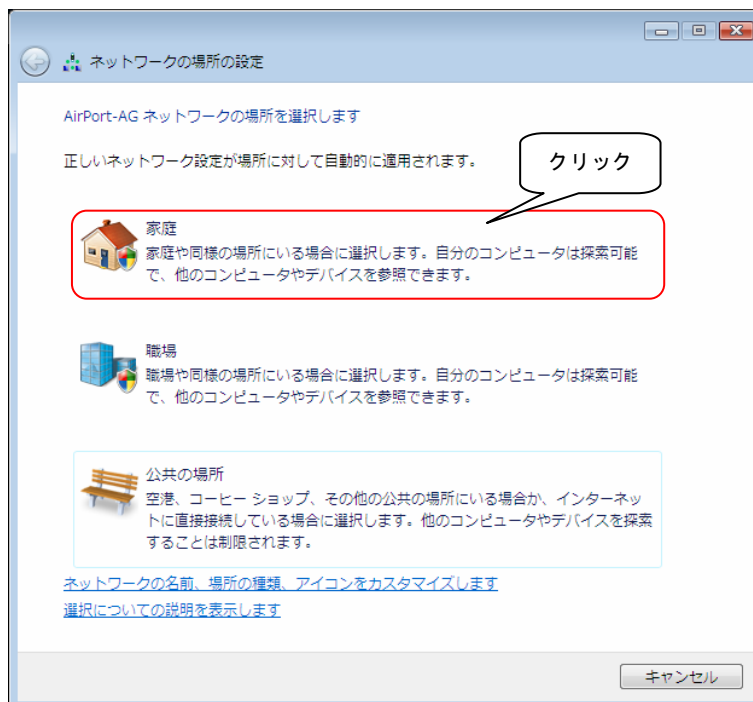 ネットワークの場所の設定
AirPort-AG ネットワークの場所を選択します
正しいネットワーク設定が場所に対して自動的に適用されます。
クリック
家庭
家庭や同様の場所にいる場合に選択します。自分のコンピュータは探索可能
で、他のコンピュータやデバイスを参照できます。
職場
職場や同様の場所にいる場合に選択します。自分のコンピュータは探索可能
で、他のコンピュータやデバイスを参照できます。
公共の場所
空港、コーヒー ショップ、その他の公共の場所にいる場合か、インターネッ
トに直接接続している場合に選択します。他のコンピュータやデバイスを探索
することは制限されます。
ネットワークの名前、場所の種類、アイコンをカスタマイズします
選択についての説明を表示します
キャンセル